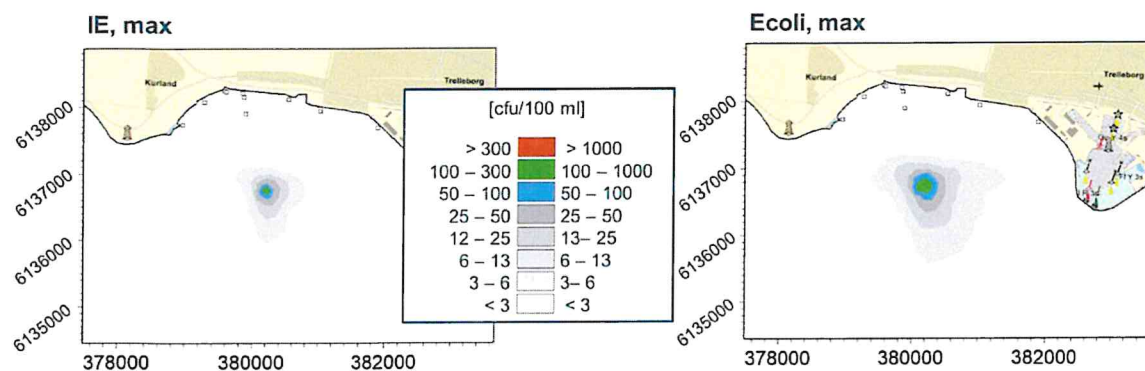 IE, max
Ecoli, max
Kurland
Trelleborg
Kurland
Trelleborg
[cfu/100 ml]
> 300 > 1000
100 – 300 100 – 1000
50 – 100 50 – 100
25 – 50 25 – 50
12 – 25 13– 25
6 – 13 6 – 13
3 – 6 3– 6
< 3 < 3
6138000
6137000
6136000
6135000
378000 380000 382000
6138000
6137000
6136000
6135000
378000 380000 382000